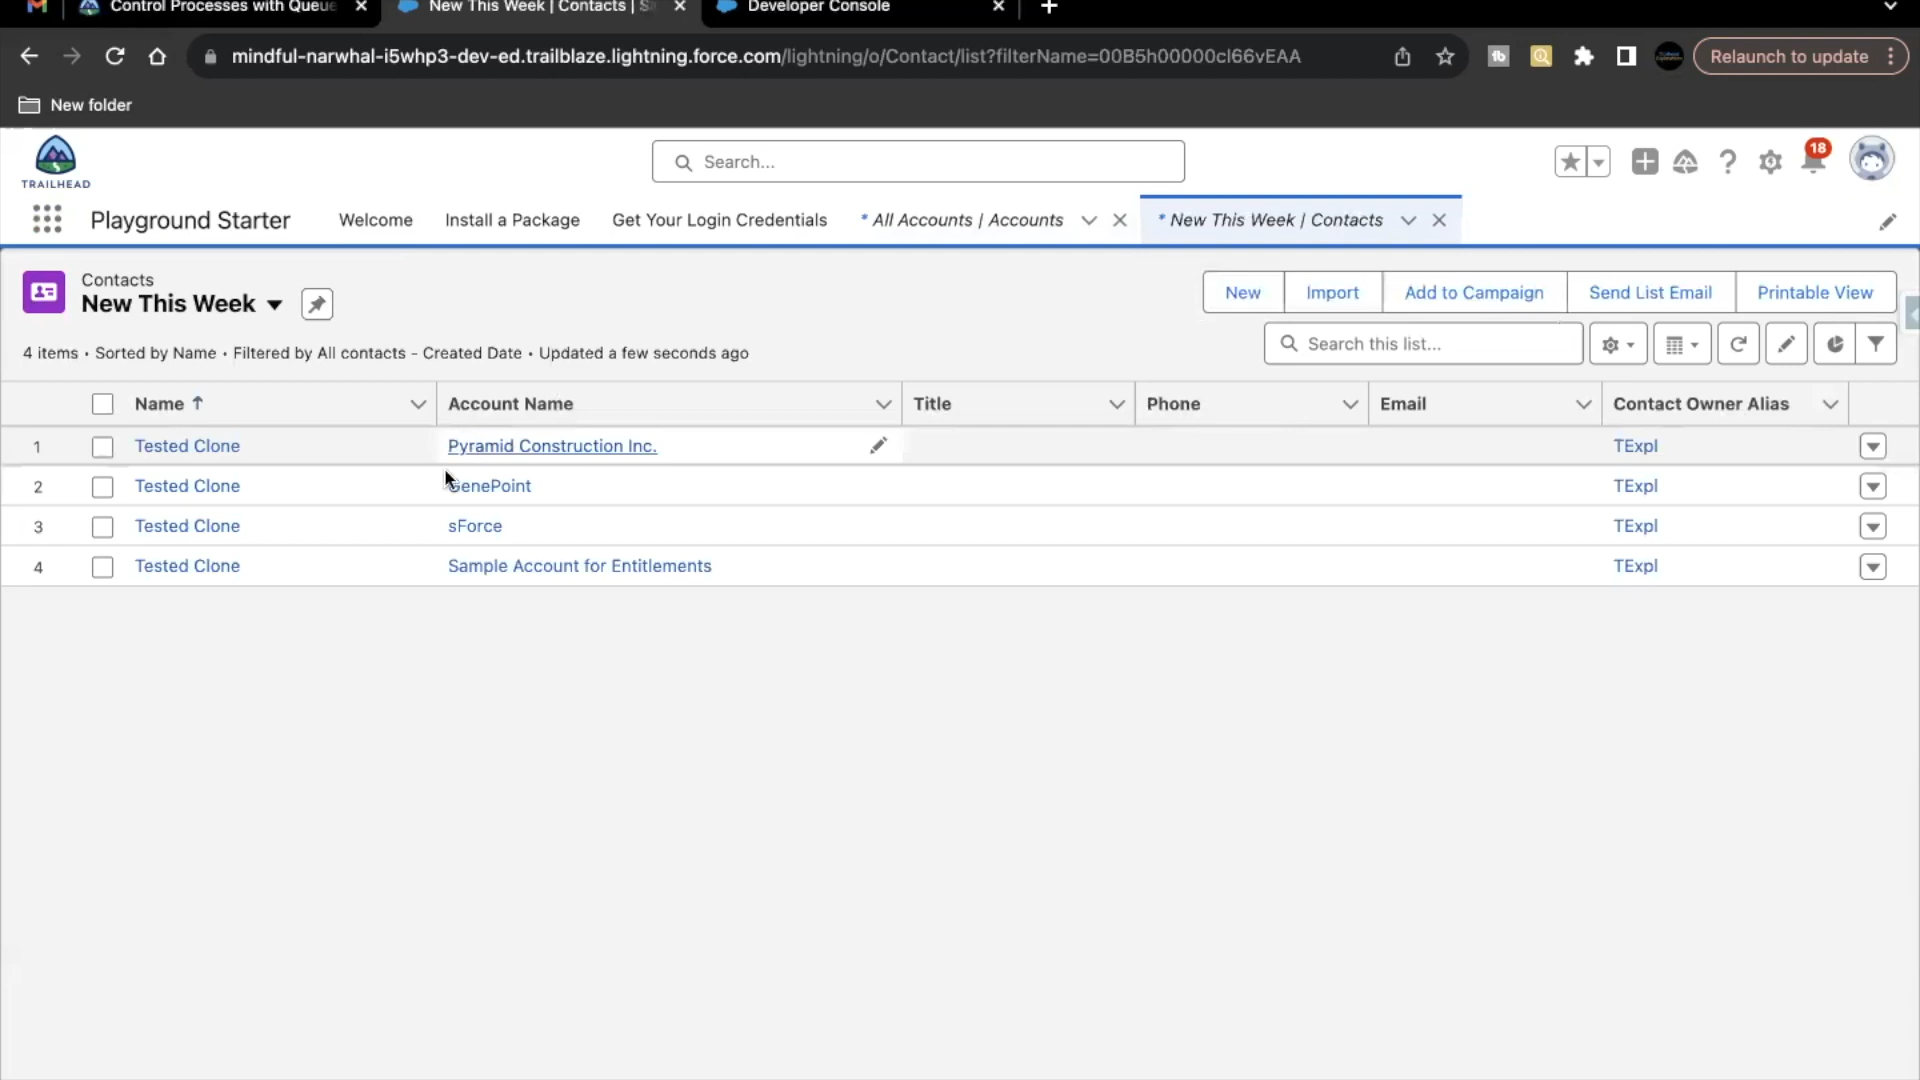 Control Processes with Queue
New This Week | Contacts | S
Developer Console
mindful-narwhal-i5whp3-dev-ed.trailblaze.lightning.force.com/lightning/o/Contact/list?filterName=00B5h00000cl66vEAA
Relaunch to update
New folder
TRAILHEAD
Search...
18
Playground Starter
Welcome
Install a Package
Get Your Login Credentials
* All Accounts | Accounts
* New This Week | Contacts
Contacts
New This Week
New
Import
Add to Campaign
Send List Email
Printable View
4 items • Sorted by Name • Filtered by All contacts - Created Date • Updated a few seconds ago
Search this list...
Name ↑ Account Name Title Phone Email Contact Owner Alias
1 Tested Clone Pyramid Construction Inc. TExpl
2 Tested Clone GenePoint TExpl
3 Tested Clone sForce TExpl
4 Tested Clone Sample Account for Entitlements TExpl